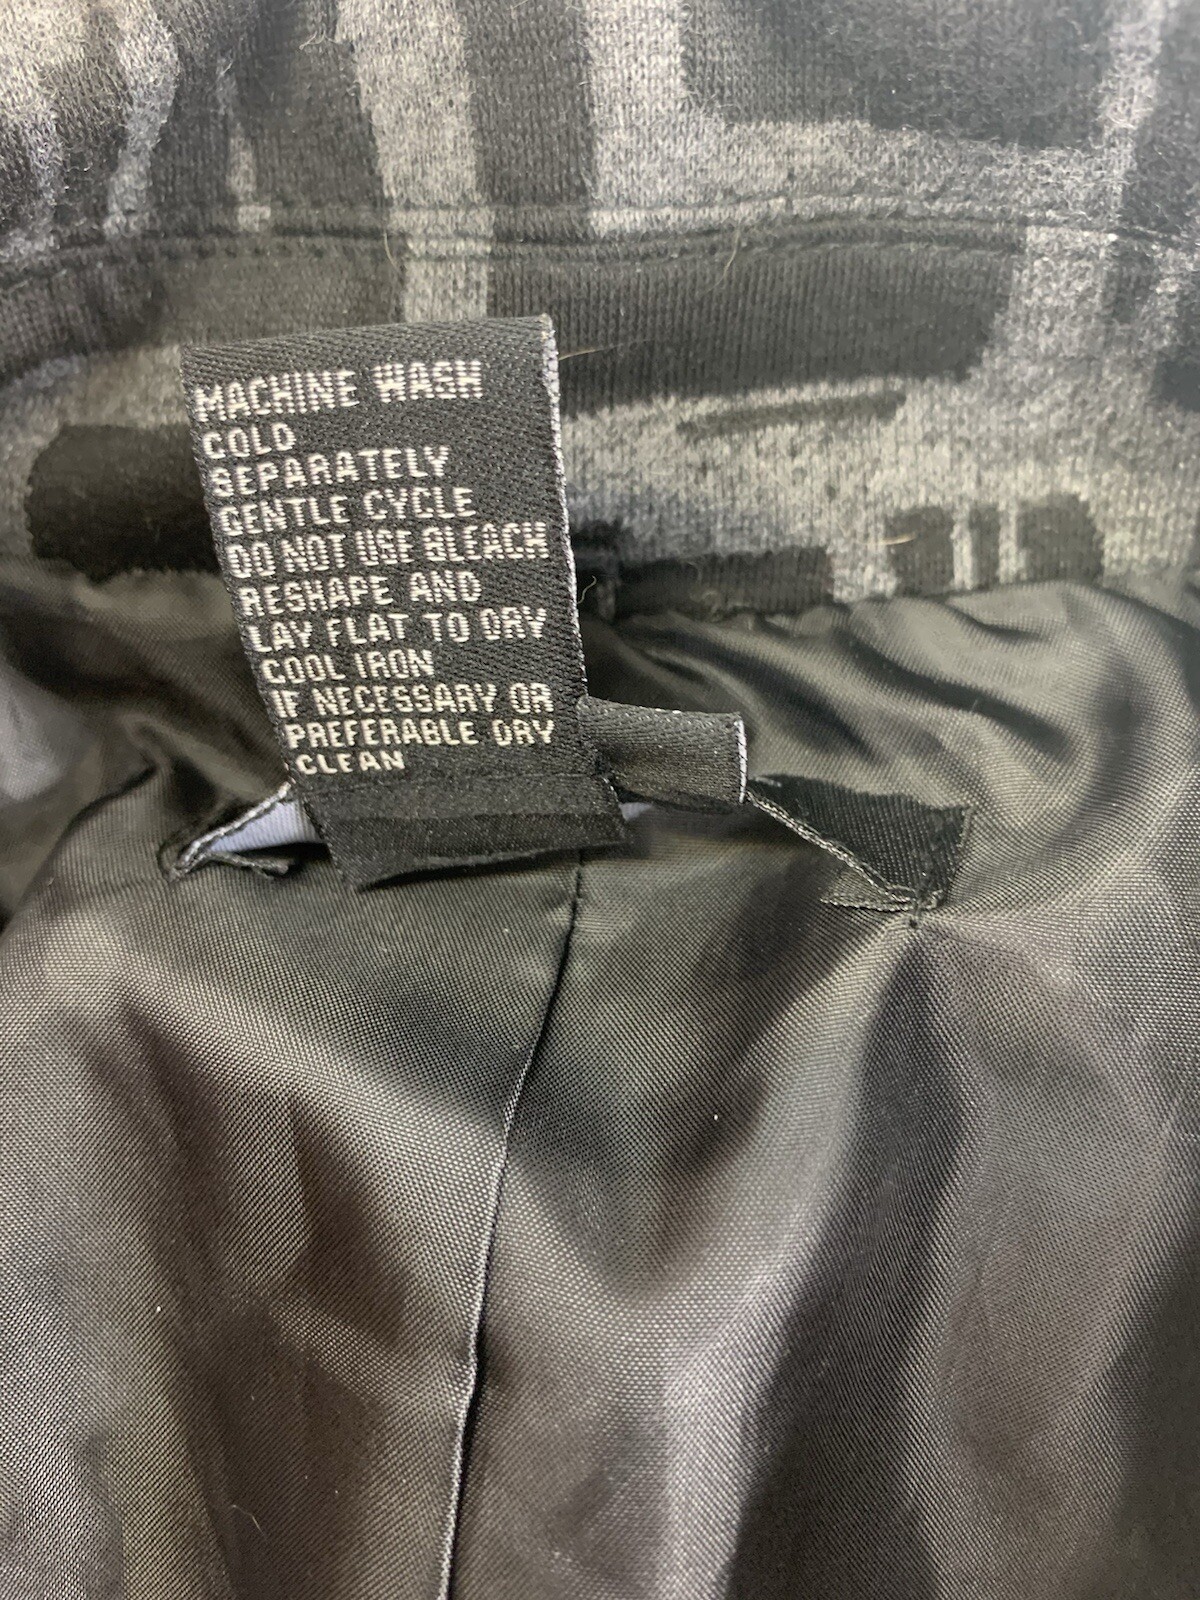 MACHINE WASH
COLD
SEPARATELY
GENTLE CYCLE
DO NOT USE BLEACH
RESHAPE AND
LAY FLAT TO DRY
COOL IRON
IF NECESSARY OR
PREFERABLE DRY
CLEAN